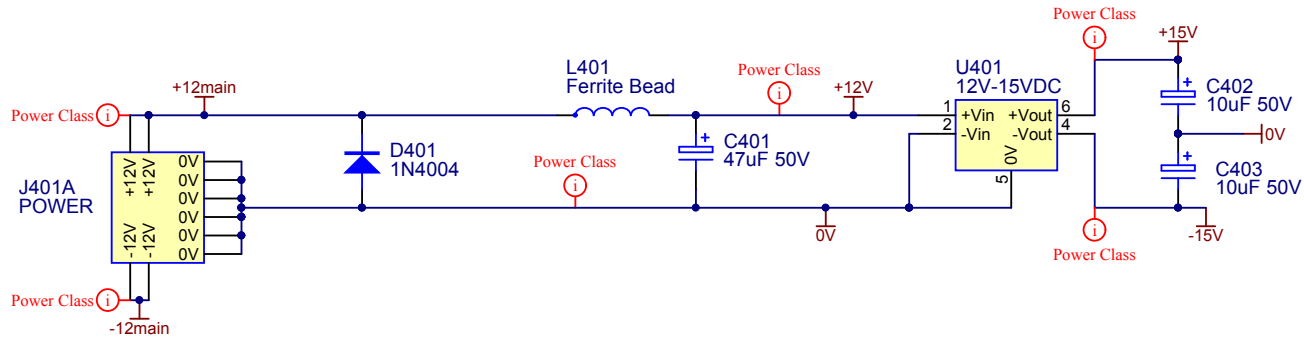 Power Class
i
+15V
L401
Ferrite Bead
Power Class
i
U401
12V-15VDC
C402
10uF 50V
+12main
+12V
Power Class
i
1
+Vin
+Vout
6
2
-Vin
-Vout
4
0V
5
0V
D401
1N4004
C401
47uF 50V
Power Class
i
C403
10uF 50V
J401A
POWER
+12V
+12V
-12V
-12V
0V
0V
0V
0V
0V
0V
0V
i
Power Class
-15V
Power Class
i
-12main